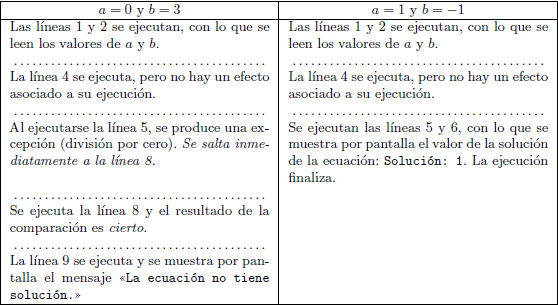 a = 0 y b = 3
Las líneas 1 y 2 se ejecutan, con lo que se
leen los valores de a y b.
La línea 4 se ejecuta, pero no hay un efecto
asociado a su ejecución.
Al ejecutarse la línea 5, se produce una ex-
cepción (división por cero). Se salta inme-
diatamente a la línea 8.
Se ejecuta la línea 8 y el resultado de la
comparación es cierto.
La línea 9 se ejecuta y se muestra por pan-
talla el mensaje «La ecuación no tiene
solución.»
a = 1 y b = −1
Las líneas 1 y 2 se ejecutan, con lo que se
leen los valores de a y b.
La línea 4 se ejecuta, pero no hay un efecto
asociado a su ejecución.
Se ejecutan las líneas 5 y 6, con lo que se
muestra por pantalla el valor de la solución
de la ecuación: Solución: 1. La ejecución
finaliza.